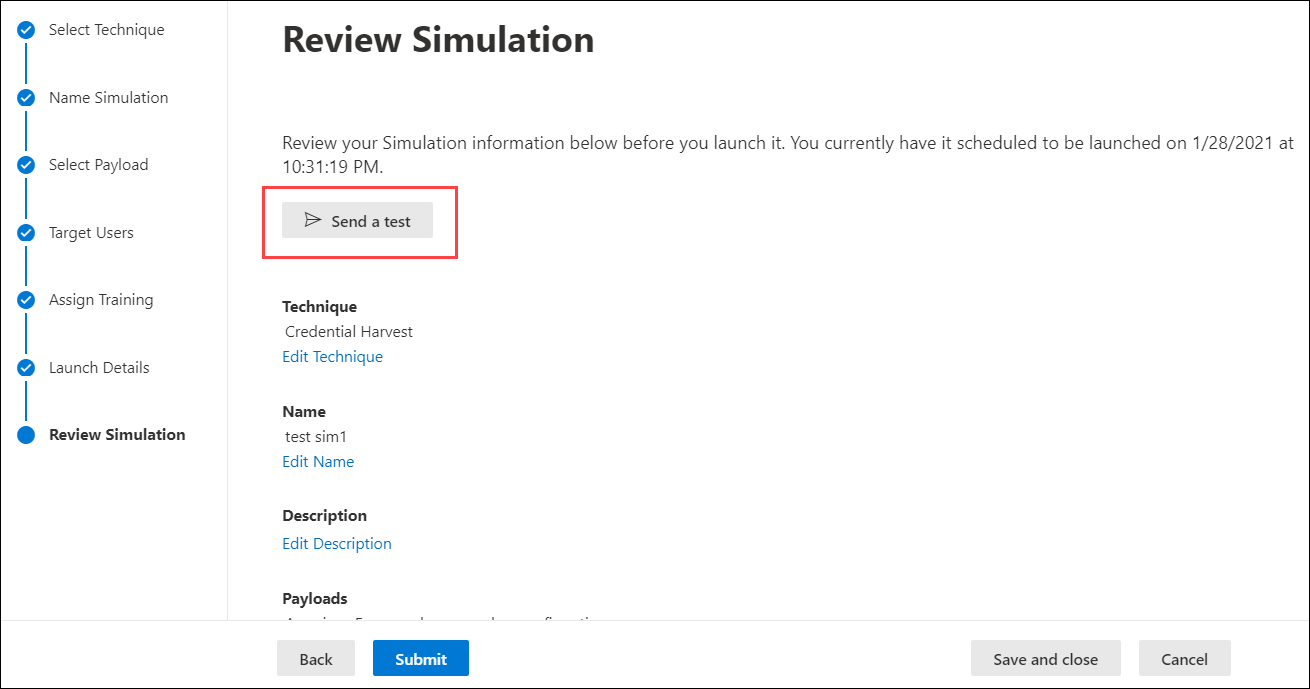 Select Technique
Name Simulation
Select Payload
Target Users
Assign Training
Launch Details
Review Simulation
Review Simulation
Review your Simulation information below before you launch it. You currently have it scheduled to be launched on 1/28/2021 at
10:31:19 PM.
Send a test
Technique
Credential Harvest
Edit Technique
Name
test sim1
Edit Name
Description
Edit Description
Payloads
Back
Submit
Save and close
Cancel